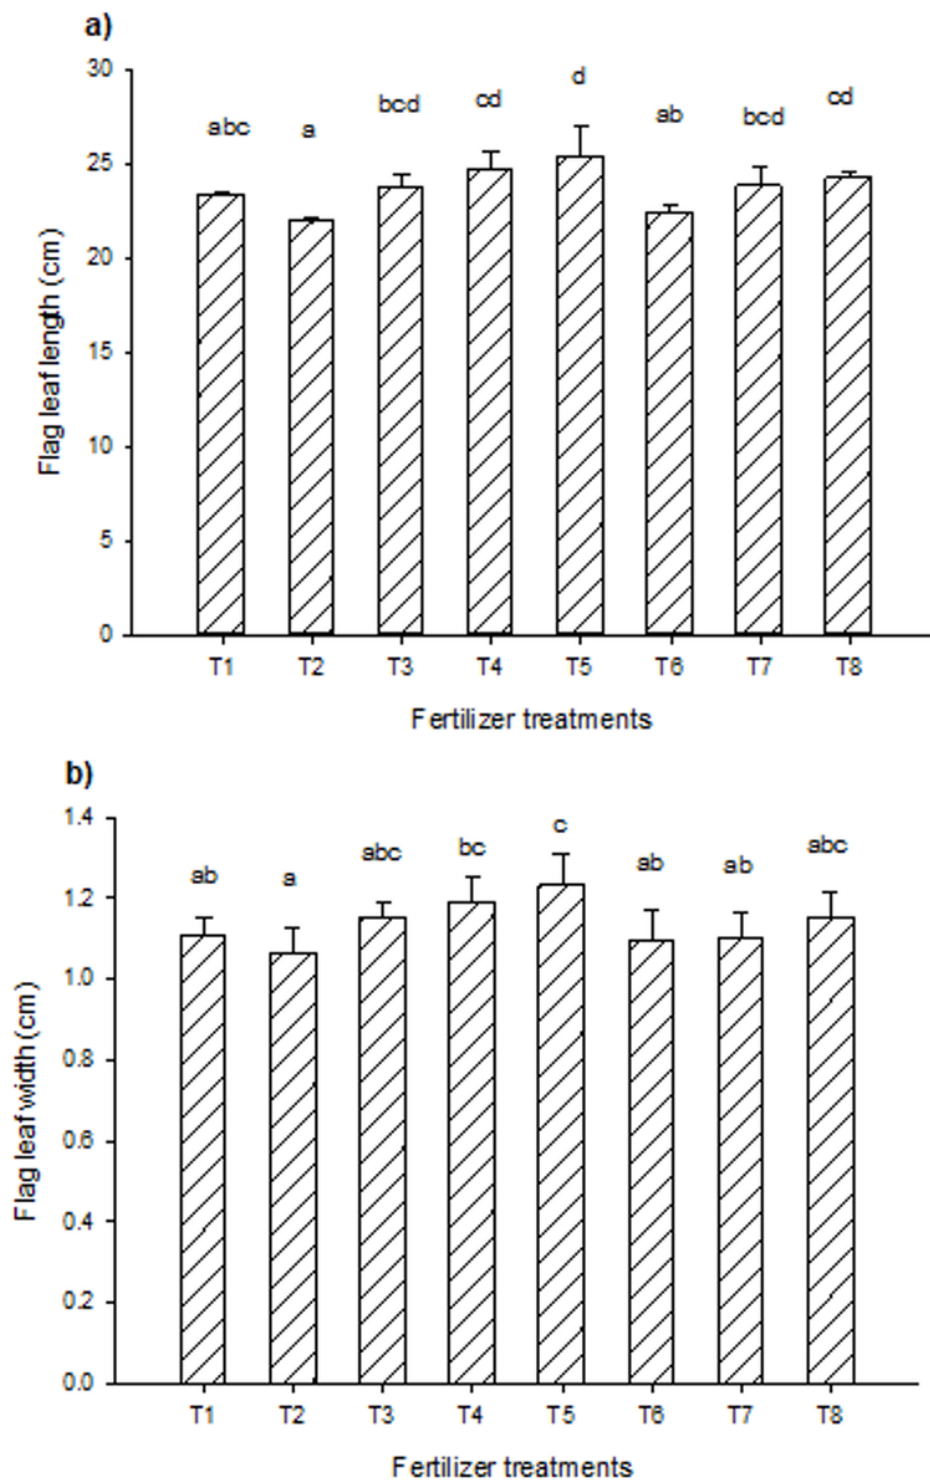 a)
30
25
20
15
10
5
0
abc a bcd cd d ab bcd cd
Flag leaf length (cm)
T1 T2 T3 T4 T5 T6 T7 T8
Fertilizer treatments
b)
1.4
1.2
1.0
0.8
0.6
0.4
0.2
0.0
ab a abc bc c ab ab abc
Flag leaf width (cm)
T1 T2 T3 T4 T5 T6 T7 T8
Fertilizer treatments